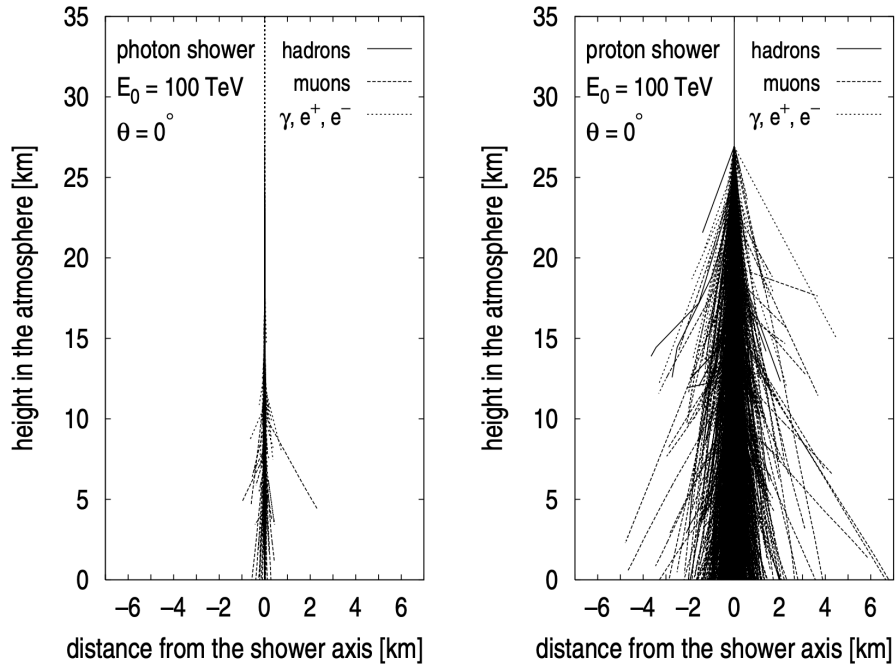 35
30
25
20
15
10
5
0
height in the atmosphere [km]
photon shower
E₀ = 100 TeV
θ = 0°
hadrons
muons
γ, e⁺, e⁻
−6 −4 −2 0 2 4 6
distance from the shower axis [km]
35
30
25
20
15
10
5
0
height in the atmosphere [km]
proton shower
E₀ = 100 TeV
θ = 0°
hadrons
muons
γ, e⁺, e⁻
−6 −4 −2 0 2 4 6
distance from the shower axis [km]